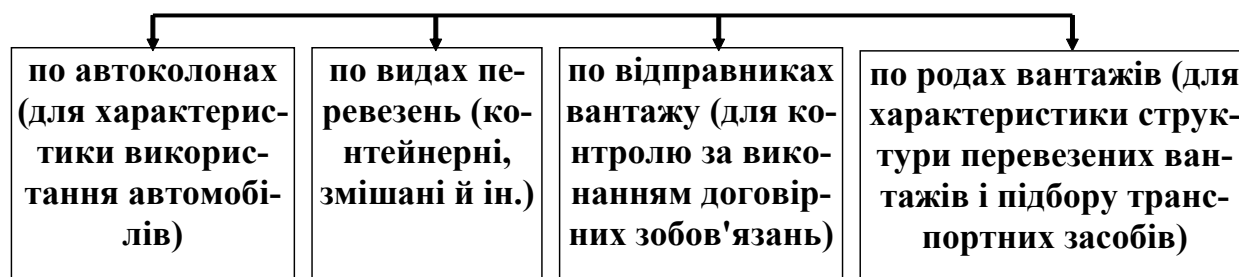 по автоколонах
(для характерис-
тики використ-
тання автомобі-
лів)
по видах пе-
ревезень (ко-
нтейнерні,
змішані й ін.)
по відправниках
вантажу (для ко-
нтролю за вико-
нанням договір-
них зобов'язань)
по родах вантажів (для
характеристики струк-
тури перевезених ван-
тажів і підбору транс-
портних засобів)